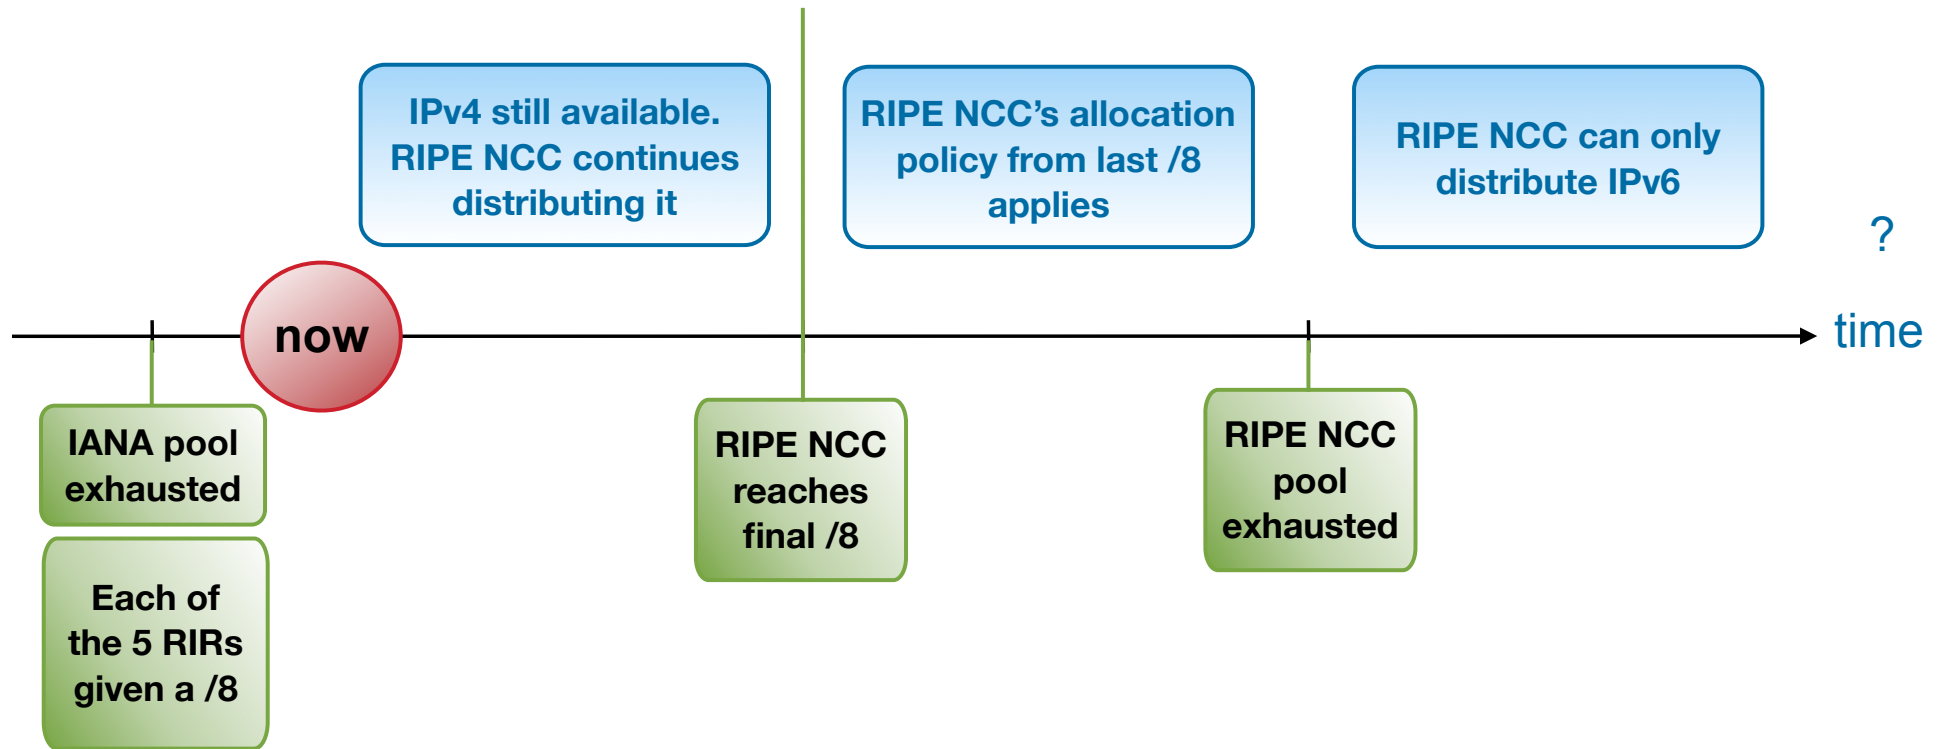 IPv4 still available.
RIPE NCC continues
distributing it
RIPE NCC’s allocation
policy from last /8
applies
RIPE NCC can only
distribute IPv6
?
now
time
IANA pool
exhausted
Each of
the 5 RIRs
given a /8
RIPE NCC
reaches
final /8
RIPE NCC
pool
exhausted